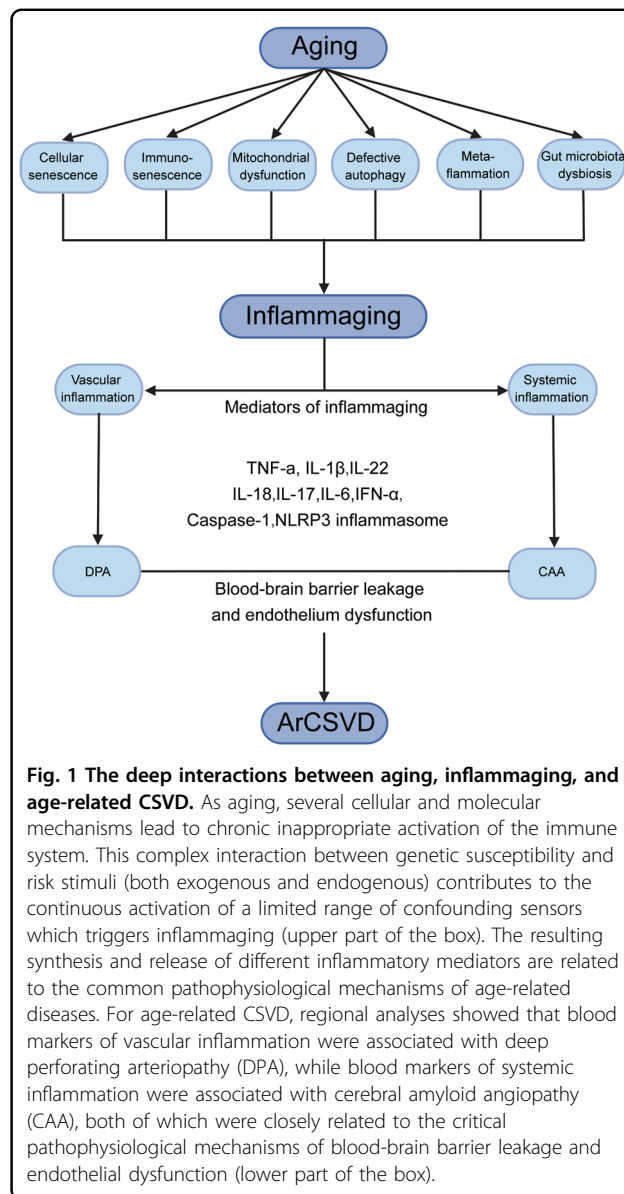 Aging
Cellular
senescence
Immuno-
senescence
Mitochondrial
dysfunction
Defective
autophagy
Meta-
flammation
Gut microbiota
dysbiosis
Inflammaging
Vascular
inflammation
Systemic
inflammation
Mediators of inflammaging
TNF-a, IL-1β,IL-22
IL-18,IL-17,IL-6,IFN-α,
Caspase-1,NLRP3 inflammasome
DPA
CAA
Blood-brain barrier leakage
and endothelium dysfunction
ArCSVD
Fig. 1 The deep interactions between aging, inflammaging, and
age-related CSVD. As aging, several cellular and molecular
mechanisms lead to chronic inappropriate activation of the immune
system. This complex interaction between genetic susceptibility and
risk stimuli (both exogenous and endogenous) contributes to the
continuous activation of a limited range of confounding sensors
which triggers inflammaging (upper part of the box). The resulting
synthesis and release of different inflammatory mediators are related
to the common pathophysiological mechanisms of age-related
diseases. For age-related CSVD, regional analyses showed that blood
markers of vascular inflammation were associated with deep
perforating arteriopathy (DPA), while blood markers of systemic
inflammation were associated with cerebral amyloid angiopathy
(CAA), both of which were closely related to the critical
pathophysiological mechanisms of blood-brain barrier leakage and
endothelial dysfunction (lower part of the box).